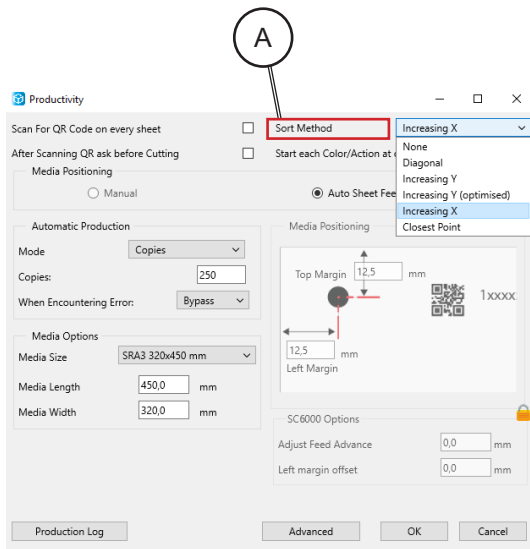 A
Productivity
Scan For QR Code on every sheet
Sort Method
Increasing X
After Scanning QR ask before Cutting
Start each Color/Action at
None
Diagonal
Increasing Y
Increasing Y (optimised)
Increasing X
Closest Point
Media Positioning
Manual
Auto Sheet Fee
Automatic Production
Mode
Copies
Copies:
250
When Encountering Error:
Bypass
Media Options
Media Size
SRA3 320x450 mm
Media Length
450,0 mm
Media Width
320,0 mm
Media Positioning
Top Margin 12,5 mm
1xxxx
12,5 mm
Left Margin
SC6000 Options
Adjust Feed Advance
0,0 mm
Left margin offset
0,0 mm
Production Log
Advanced
OK
Cancel